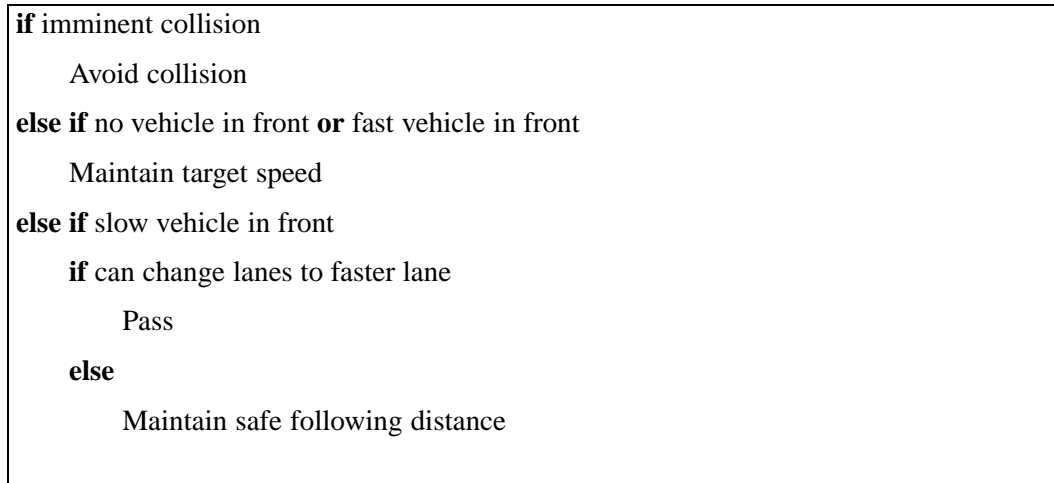 if imminent collision
Avoid collision
else if no vehicle in front or fast vehicle in front
Maintain target speed
else if slow vehicle in front
if can change lanes to faster lane
Pass
else
Maintain safe following distance